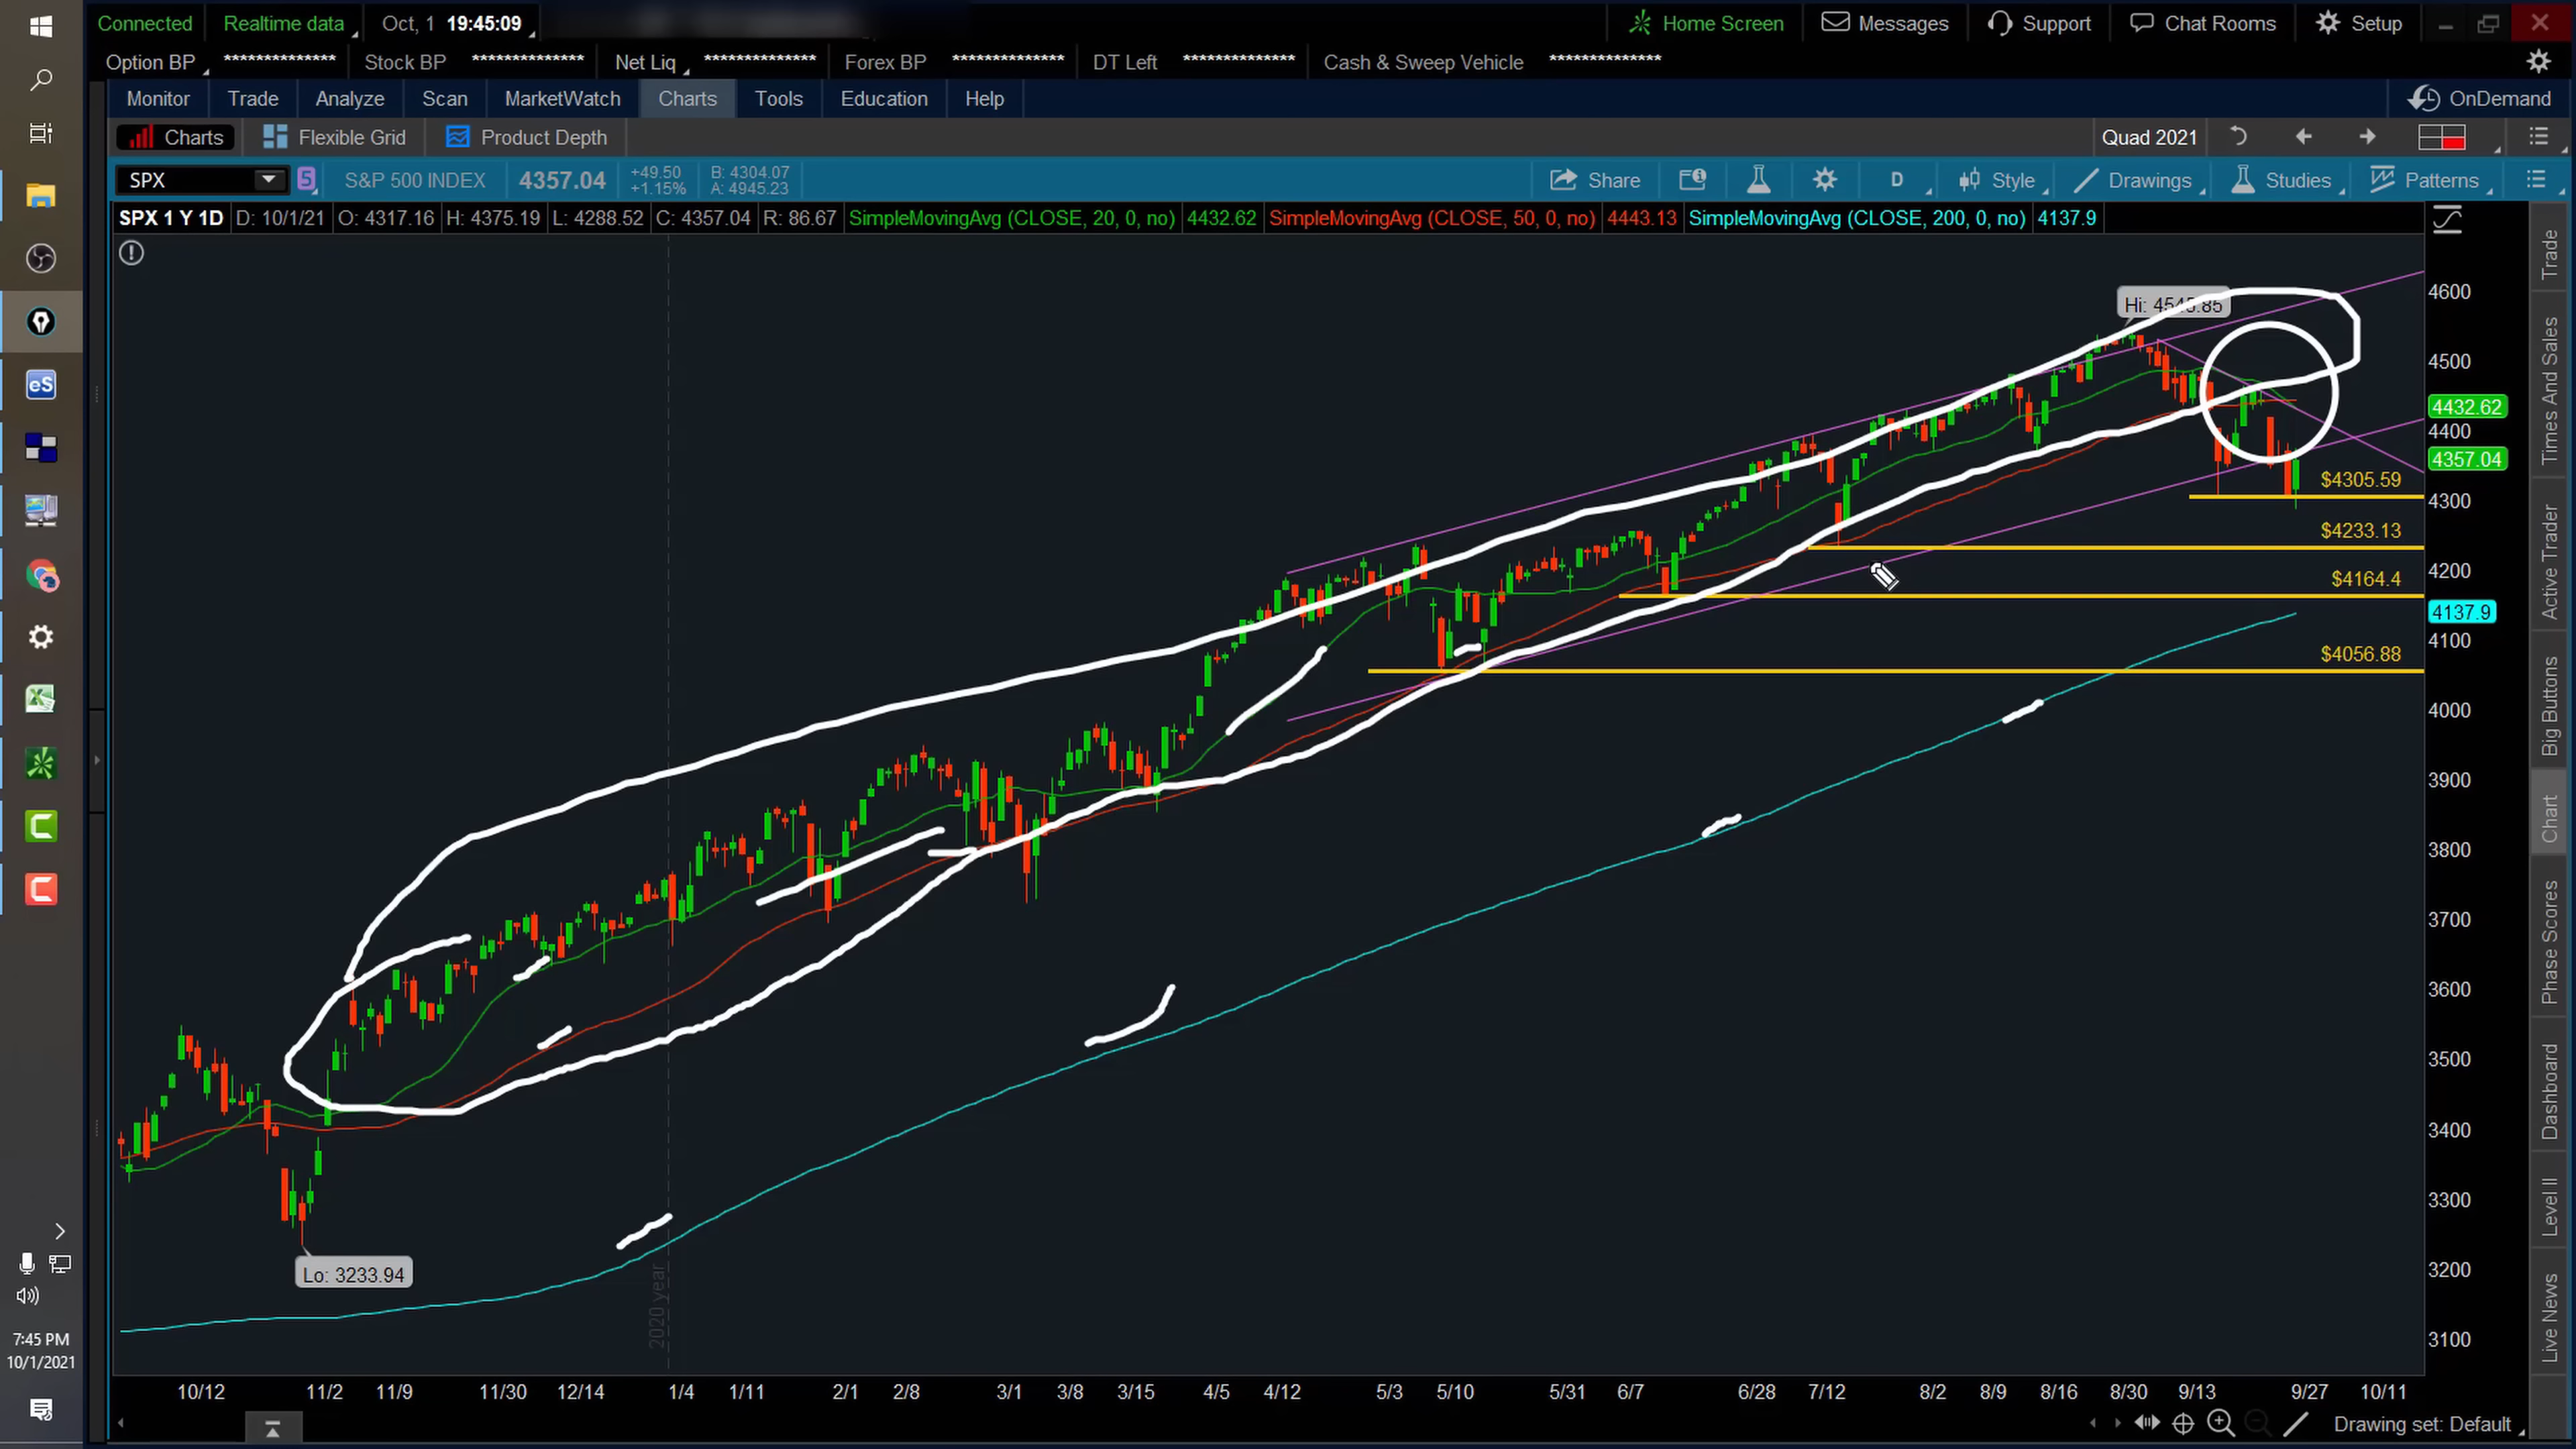 Connected Realtime data Oct, 1 19:45:09 Home Screen Messages Support Chat Rooms Setup
Option BP ************** Stock BP ************** Net Liq ************** Forex BP ************** DT Left ************** Cash & Sweep Vehicle **************
Monitor Trade Analyze Scan MarketWatch Charts Tools Education Help OnDemand
Charts Flexible Grid Product Depth Quad 2021
SPX 5 S&P 500 INDEX 4357.04 +49.50 +1.15% B: 4304.07 A: 4945.23 Share D Style Drawings Studies Patterns
SPX 1 Y 1D D: 10/1/21 O: 4317.16 H: 4375.19 L: 4288.52 C: 4357.04 R: 86.67 SimpleMovingAvg (CLOSE, 20, 0, no) 4432.62 SimpleMovingAvg (CLOSE, 50, 0, no) 4443.13 SimpleMovingAvg (CLOSE, 200, 0, no) 4137.9
Hi: 4545.85
4600
4500
4432.62
4400
4357.04
$4305.59
4300
$4233.13
4200
$4164.4
4137.9
4100
$4056.88
4000
3900
3800
3700
3600
3500
3400
3300
3200
3100
Lo: 3233.94
2020 year
10/12 11/2 11/9 11/30 12/14 1/4 1/11 2/1 2/8 3/1 3/8 3/15 4/5 4/12 5/3 5/10 5/31 6/7 6/28 7/12 8/2 8/9 8/16 8/30 9/13 9/27 10/11
Drawing set: Default
Trade
Times And Sales
Active Trader
Big Buttons
Chart
Phase Scores
Dashboard
Level II
Live News
eS
7:45 PM
10/1/2021